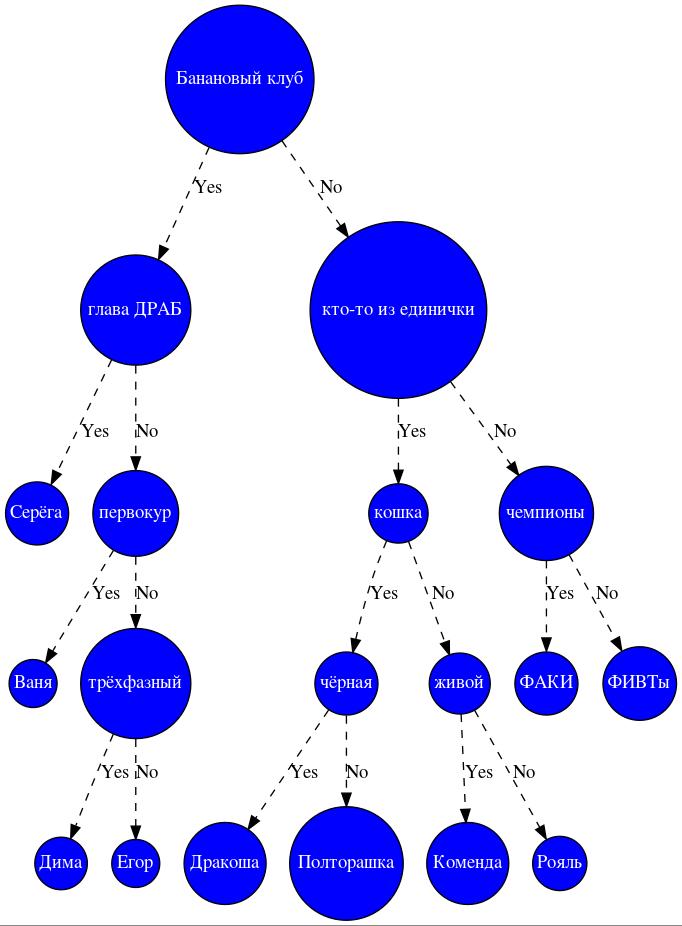 Банановый клуб
Yes
No
глава ДРАБ
кто-то из единички
Yes
No
Yes
No
Серёга
первокур
кошка
чемпионы
Yes
No
Yes
No
Yes
No
Ваня
трёхфазный
чёрная
живой
ФАКИ
ФИВТы
Yes
No
Yes
No
Yes
No
Дима
Егор
Дракоша
Полторашка
Коменда
Рояль